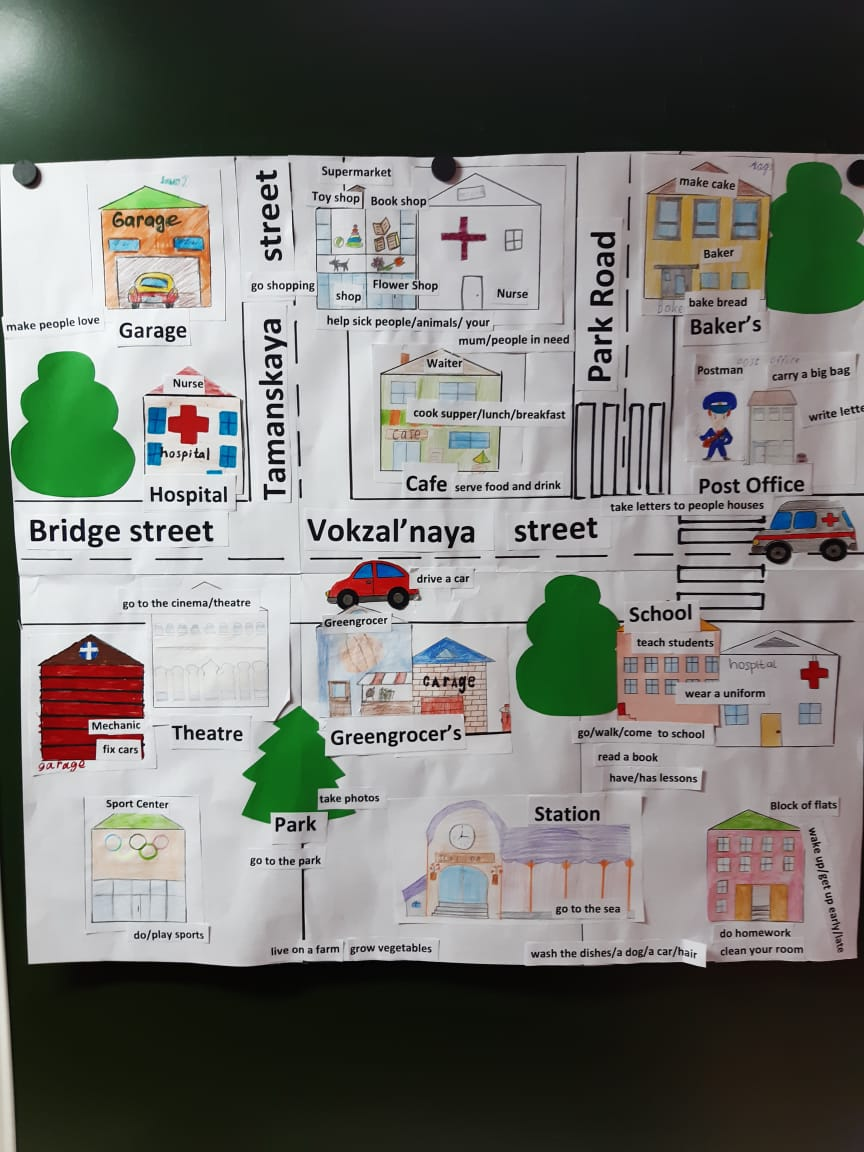 Garage
make people love
Garage
Nurse
hospital
Hospital
Tamanskaya street
Supermarket
Toy shop
Book shop
go shopping
shop
Flower Shop
Nurse
help sick people/animals/ your
mum/people in need
Waiter
cook supper/lunch/breakfast
cafe
Cafe
serve food and drink
Park Road
make cake
Baker
bake bread
Baker's
post office
Postman
carry a big bag
write lette
Post Office
take letters to people houses
Bridge street
Vokzal'naya street
drive a car
go to the cinema/theatre
Theatre
Mechanic
fix cars
garage
Greengrocer
GARAGE
Greengrocer's
School
teach students
hospital
wear a uniform
go/walk/come to school
read a book
have/has lessons
take photos
Park
go to the park
Sport Center
do/play sports
Station
go to the sea
Block of flats
wake up/get up early/late
do homework
clean your room
live on a farm
grow vegetables
wash the dishes/a dog/a car/hair